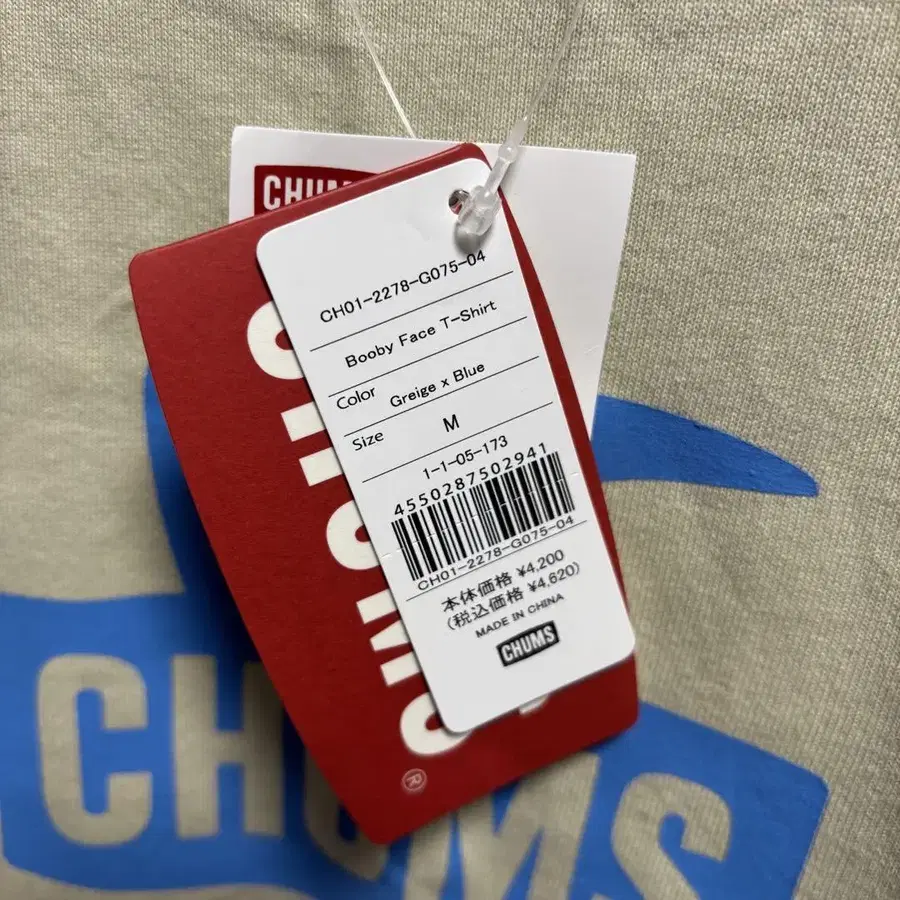 CHUMS
CHUMS
®
CH01-2278-G075-04
Booby Face T-Shirt
Color Greige x Blue
Size M
1-1-05-173
4550287502941
CH01-2278-G075-04
本体価格 ¥4,200
(税込価格 ¥4,620)
MADE IN CHINA
CHUMS
CHUMS